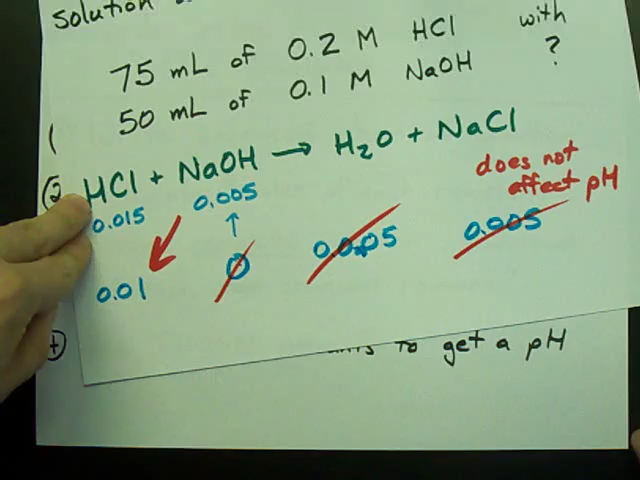 solution
75 mL of 0.2 M HCl with
50 mL of 0.1 M NaOH ?
(
② HCl + NaOH → H₂O + NaCl
does not
affect pH
0.015 0.005 0.005 0.005
↑
0.01 0
to get a pH